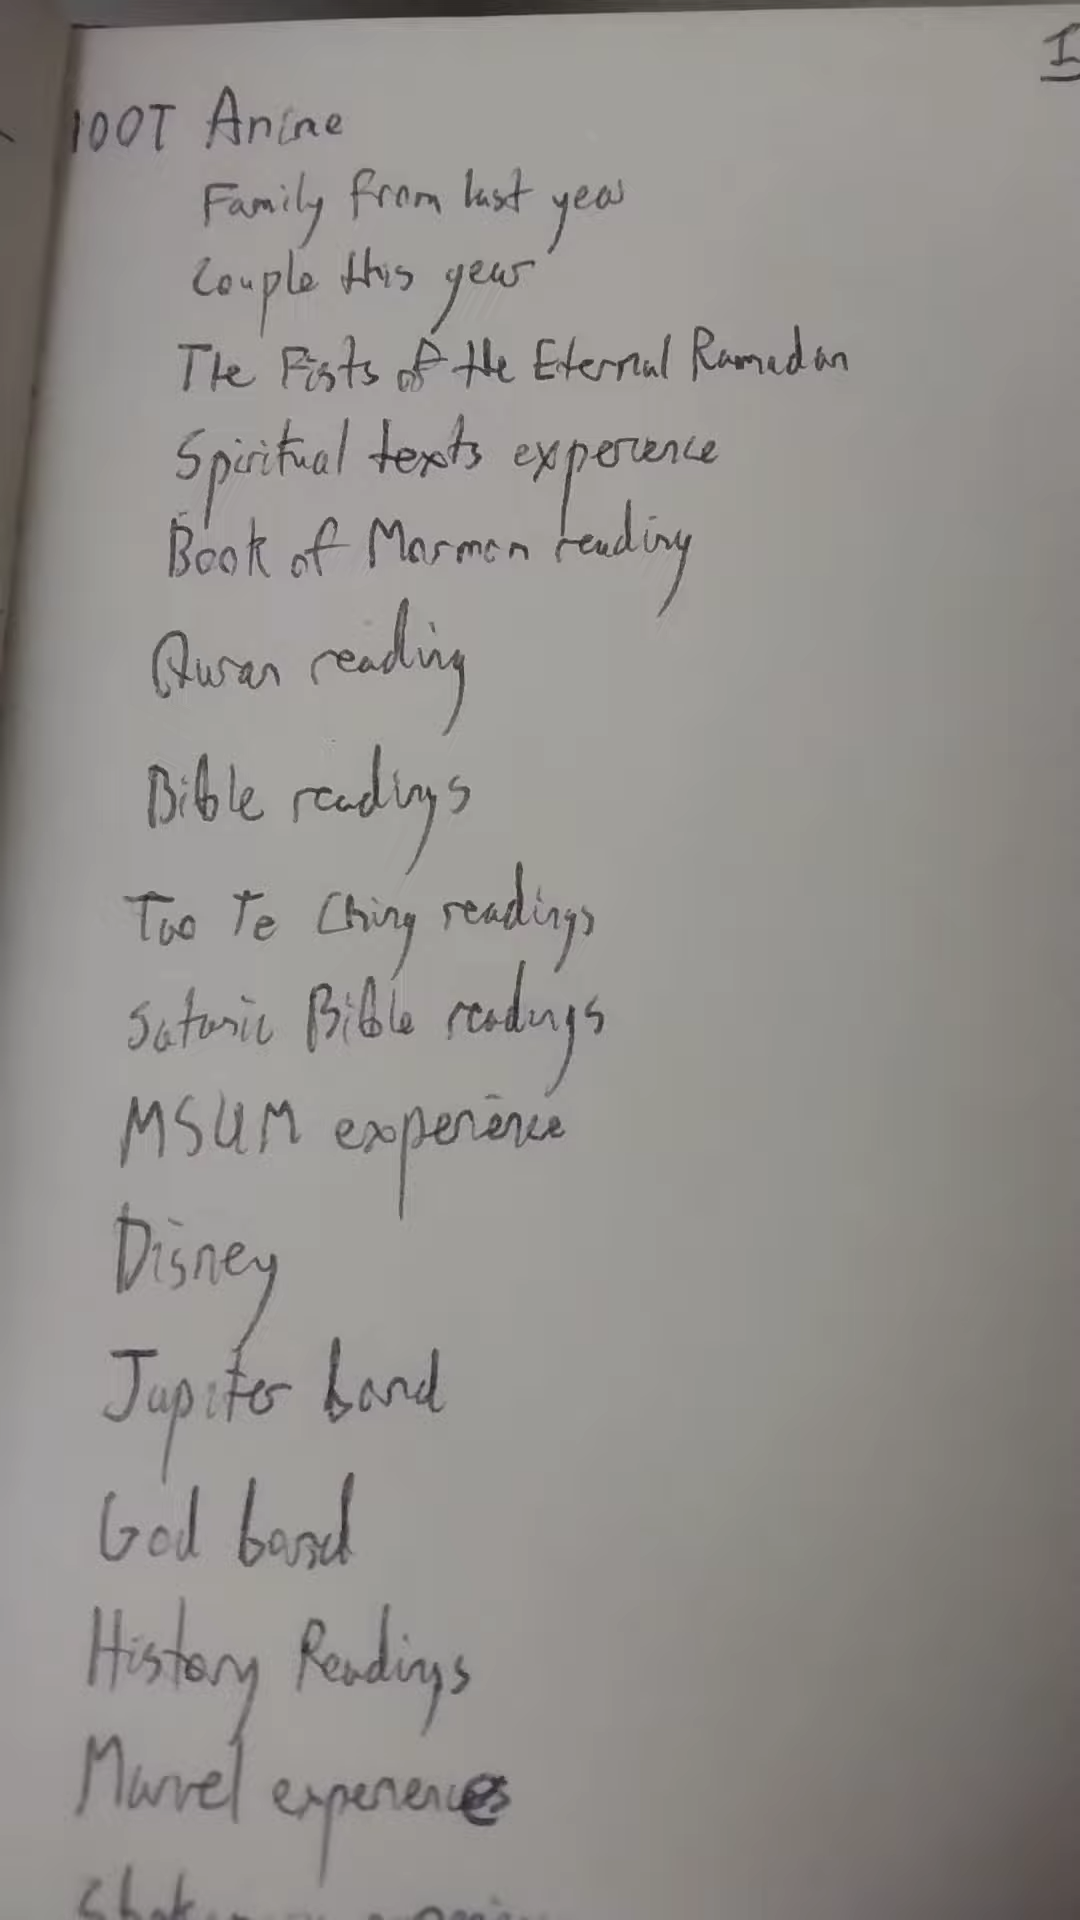 I
100T Anime
Family from last year
Couple this year
The Fists of the Eternal Ramadan
Spiritual texts experience
Book of Mormon reading
Quran reading
Bible readings
Tao Te Ching readings
Satanic Bible readings
MSUM experience
Disney
Jupiter band
God band
History Readings
Marvel experiences